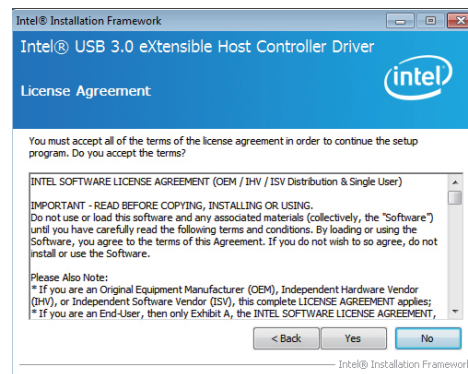 Intel® Installation Framework
Intel® USB 3.0 eXtensible Host Controller Driver
intel
License Agreement
You must accept all of the terms of the license agreement in order to continue the setup
program. Do you accept the terms?
INTEL SOFTWARE LICENSE AGREEMENT (OEM / IHV / ISV Distribution & Single User)
IMPORTANT - READ BEFORE COPYING, INSTALLING OR USING.
Do not use or load this software and any associated materials (collectively, the "Software")
until you have carefully read the following terms and conditions. By loading or using the
Software, you agree to the terms of this Agreement. If you do not wish to so agree, do not
install or use the Software.
Please Also Note:
* If you are an Original Equipment Manufacturer (OEM), Independent Hardware Vendor
(IHV), or Independent Software Vendor (ISV), this complete LICENSE AGREEMENT applies;
* If you are an End-User, then only Exhibit A, the INTEL SOFTWARE LICENSE AGREEMENT,
< Back Yes No
Intel® Installation Framework